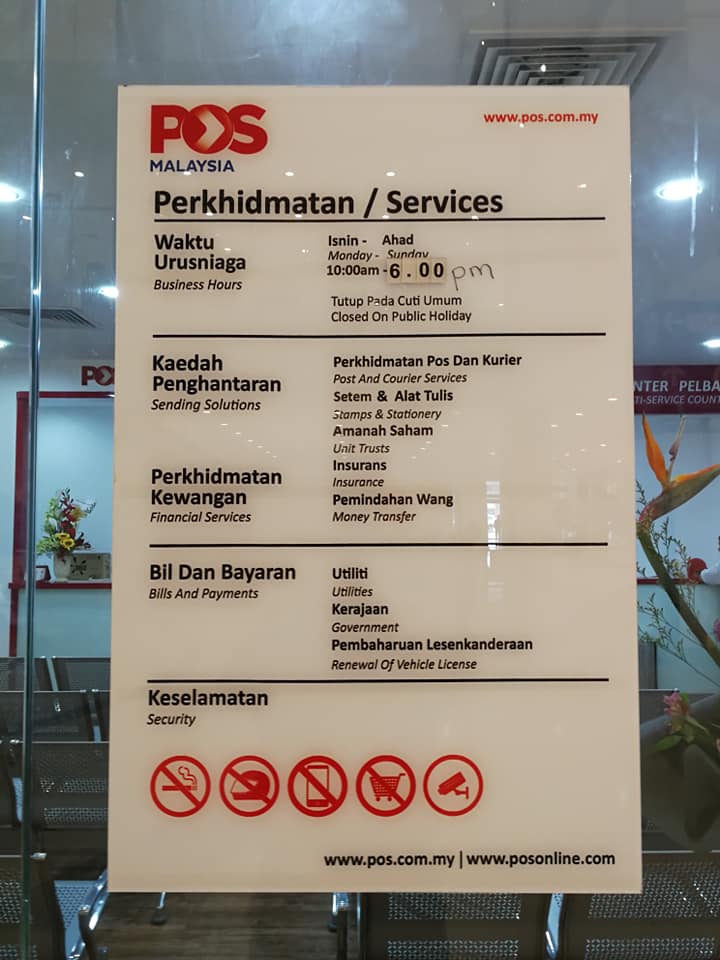 POS
MALAYSIA
www.pos.com.my
Perkhidmatan / Services
Waktu
Urusniaga
Business Hours
Isnin - Ahad
Monday - Sunday
10:00am - 6.00 pm
Tutup Pada Cuti Umum
Closed On Public Holiday
Kaedah
Penghantaran
Sending Solutions
Perkhidmatan Pos Dan Kurier
Post And Courier Services
Setem & Alat Tulis
Stamps & Stationery
Amanah Saham
Unit Trusts
Perkhidmatan
Kewangan
Financial Services
Insurans
Insurance
Pemindahan Wang
Money Transfer
Bil Dan Bayaran
Bills And Payments
Utiliti
Utilities
Kerajaan
Government
Pembaharuan Lesenkanderaan
Renewal Of Vehicle License
Keselamatan
Security
www.pos.com.my | www.posonline.com